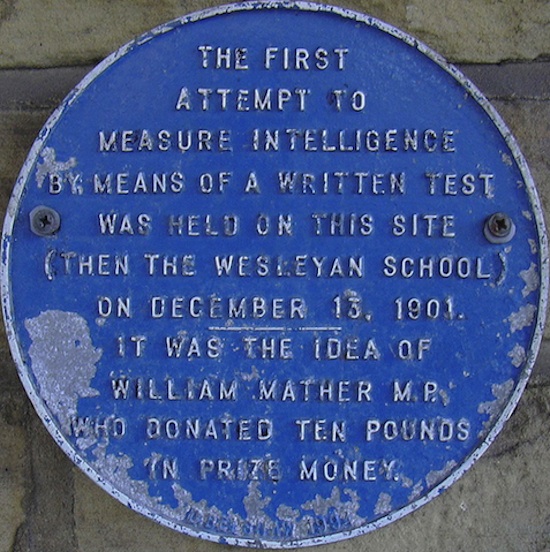 THE FIRST
ATTEMPT TO
MEASURE INTELLIGENCE
BY MEANS OF A WRITTEN TEST
WAS HELD ON THIS SITE
(THEN THE WESLEYAN SCHOOL)
ON DECEMBER 13, 1901.
IT WAS THE IDEA OF
WILLIAM MATHER M.P.
WHO DONATED TEN POUNDS
IN PRIZE MONEY.